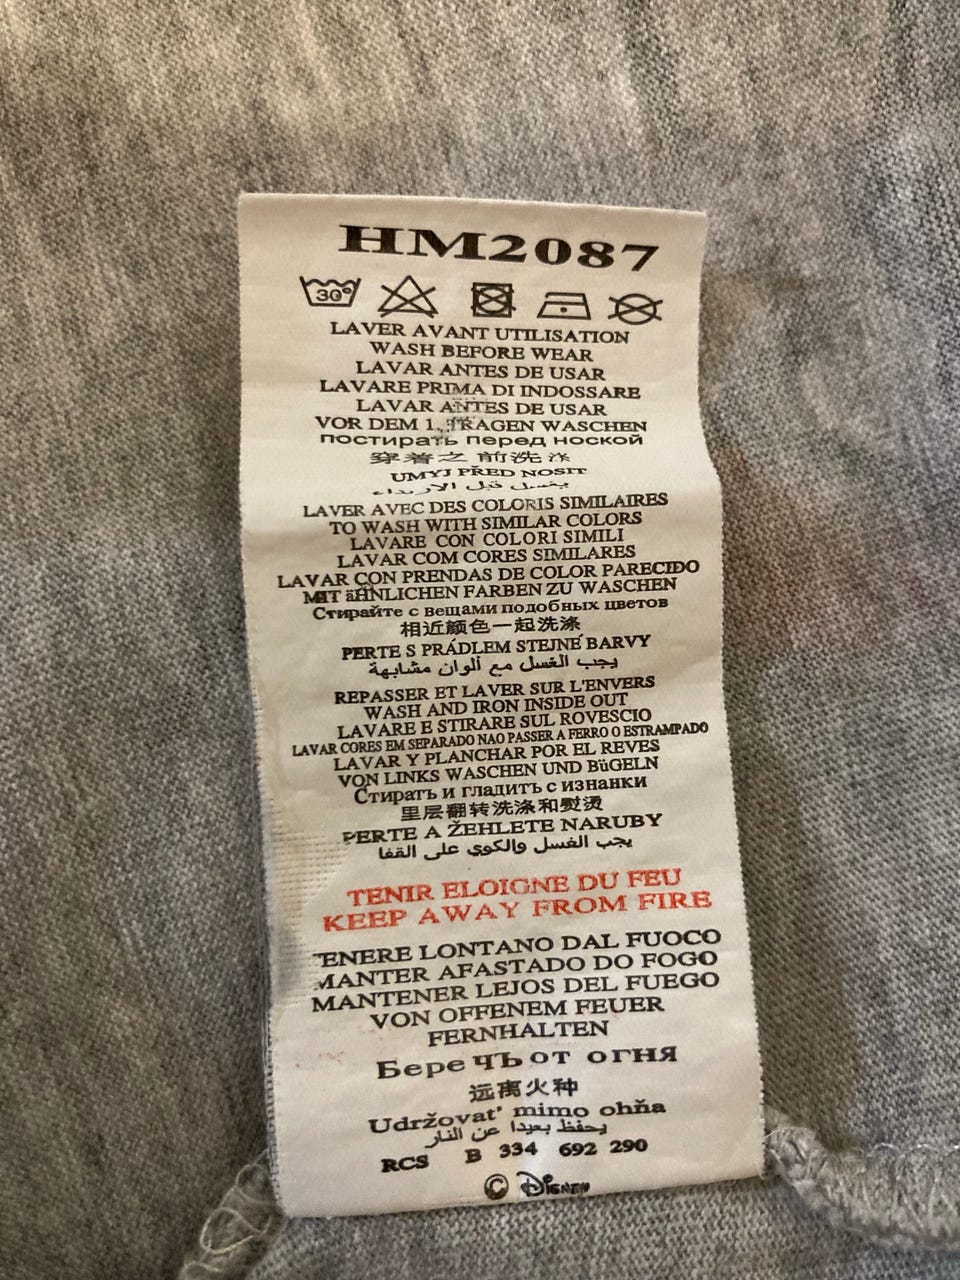 HM2087
30°
LAVER AVANT UTILISATION
WASH BEFORE WEAR
LAVAR ANTES DE USAR
LAVARE PRIMA DI INDOSSARE
LAVAR ANTES DE USAR
VOR DEM 1. TRAGEN WASCHEN
постирать перед ноской
穿着之前洗涤
UMYJ PŘED NOSIT
يغسل قبل الارتداء
LAVER AVEC DES COLORIS SIMILAIRES
TO WASH WITH SIMILAR COLORS
LAVARE CON COLORI SIMILI
LAVAR COM CORES SIMILARES
LAVAR CON PRENDAS DE COLOR PARECIDO
MIT äHNLICHEN FARBEN ZU WASCHEN
Стирайте с вещами подобных цветов
相近颜色一起洗涤
PERTE S PRÁDLEM STEJNÉ BARVY
يجب الغسل مع ألوان مشابهة
REPASSER ET LAVER SUR L'ENVERS
WASH AND IRON INSIDE OUT
LAVARE E STIRARE SUL ROVESCIO
LAVAR CORES EM SEPARADO NAO PASSER A FERRO O ESTRAMPADO
LAVAR Y PLANCHAR POR EL REVES
VON LINKS WASCHEN UND BüGELN
Стирать и гладить с изнанки
里层翻转洗涤和熨烫
PERTE A ŽEHLETE NARUBY
يجب الغسل والكوي على القفا
TENIR ELOIGNE DU FEU
KEEP AWAY FROM FIRE
TENERE LONTANO DAL FUOCO
MANTER AFASTADO DO FOGO
MANTENER LEJOS DEL FUEGO
VON OFFENEM FEUER
FERNHALTEN
Бере чЪ от огня
远离火种
Udržovat' mimo ohňa
يحفظ بعيدا عن النار
RCS B 334 692 290
© Disney